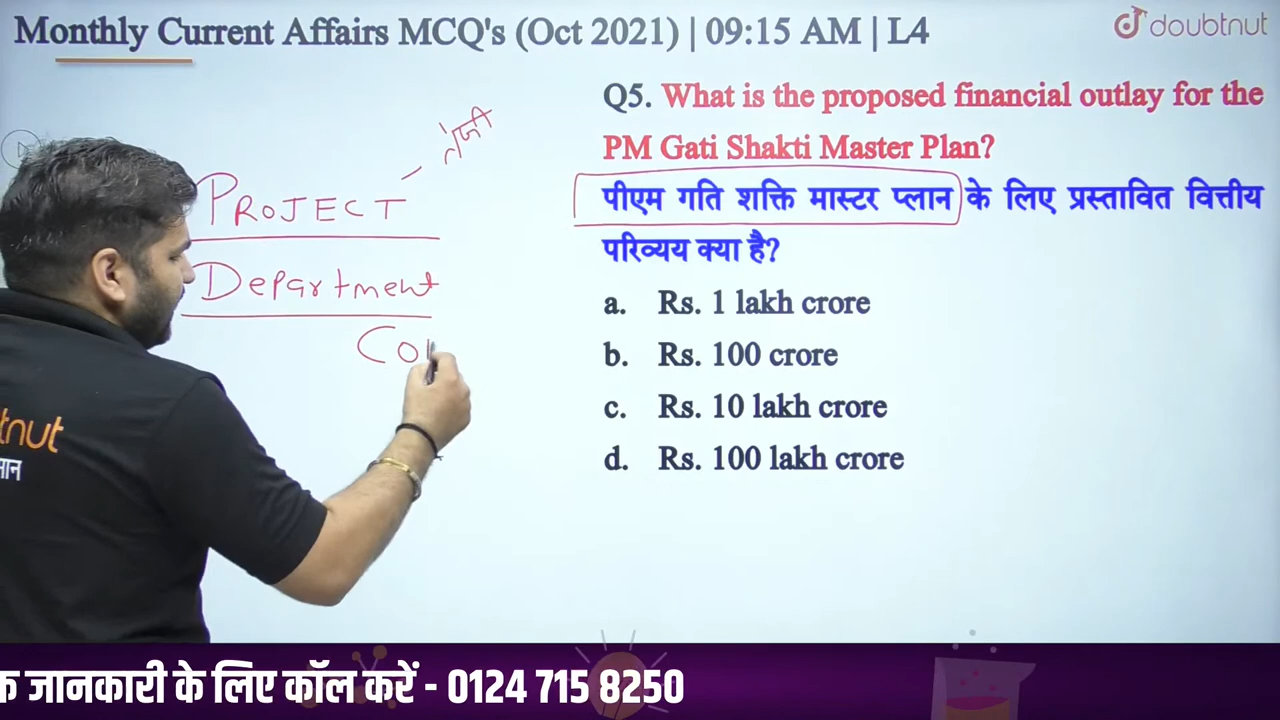 Monthly Current Affairs MCQ's (Oct 2021) | 09:15 AM | L4
doubtnut
Q5. What is the proposed financial outlay for the
PM Gati Shakti Master Plan?
पीएम गति शक्ति मास्टर प्लान के लिए प्रस्तावित वित्तीय
परिव्यय क्या है?
a. Rs. 1 lakh crore
b. Rs. 100 crore
c. Rs. 10 lakh crore
d. Rs. 100 lakh crore
PROJECT
Department
Co
tnut
जानकारी के लिए कॉल करें - 0124 715 8250